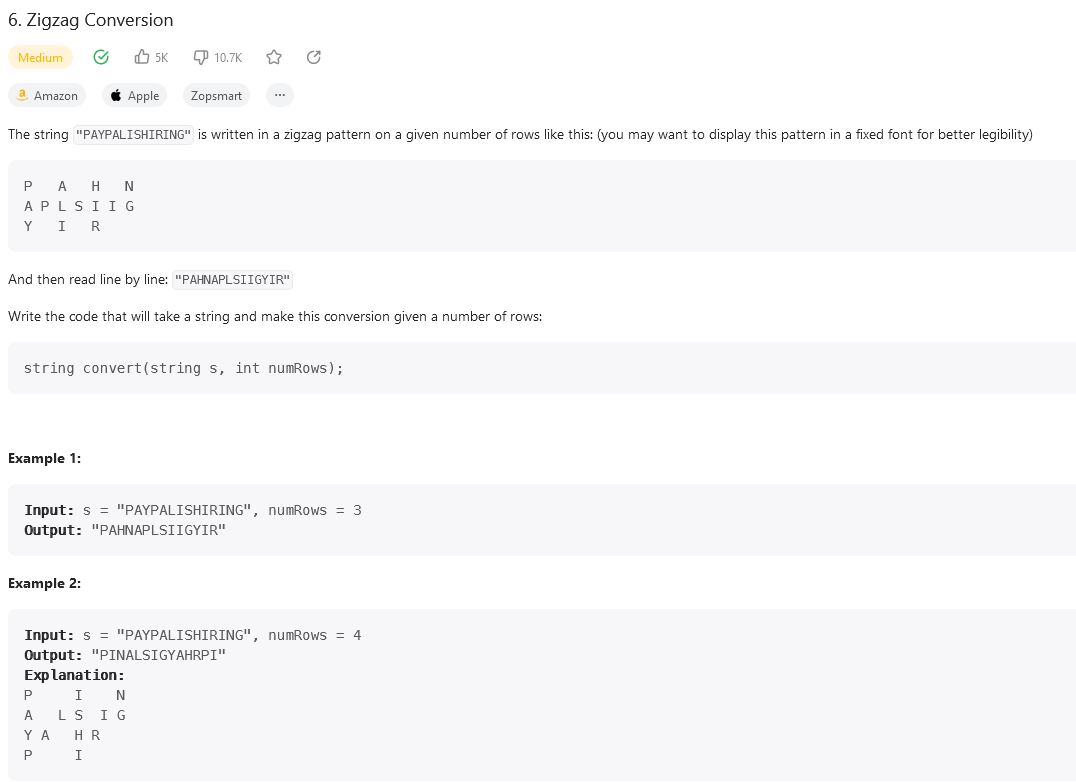 6. Zigzag Conversion
Medium 5K 10.7K
Amazon Apple Zopsmart ...
The string "PAYPALISHIRING" is written in a zigzag pattern on a given number of rows like this: (you may want to display this pattern in a fixed font for better legibility)
P   A   H   N
A P L S I I G
Y   I   R
And then read line by line: "PAHNAPLSIIGYIR"
Write the code that will take a string and make this conversion given a number of rows:
string convert(string s, int numRows);
Example 1:
Input: s = "PAYPALISHIRING", numRows = 3
Output: "PAHNAPLSIIGYIR"
Example 2:
Input: s = "PAYPALISHIRING", numRows = 4
Output: "PINALSIGYAHRPI"
Explanation:
P     I    N
A   L S  I G
Y A   H R
P     I